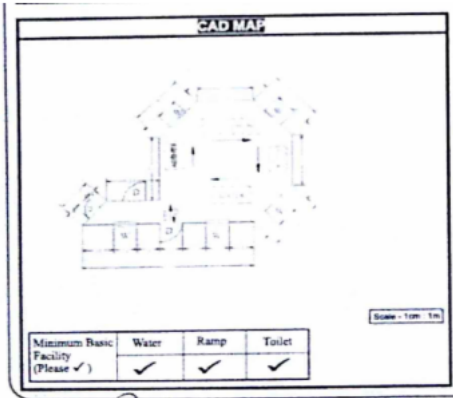 CAD MAP
Scale - 1cm : 1m
Minimum Basic Facility (Please ✓) Water Ramp Toilet
✓ ✓ ✓